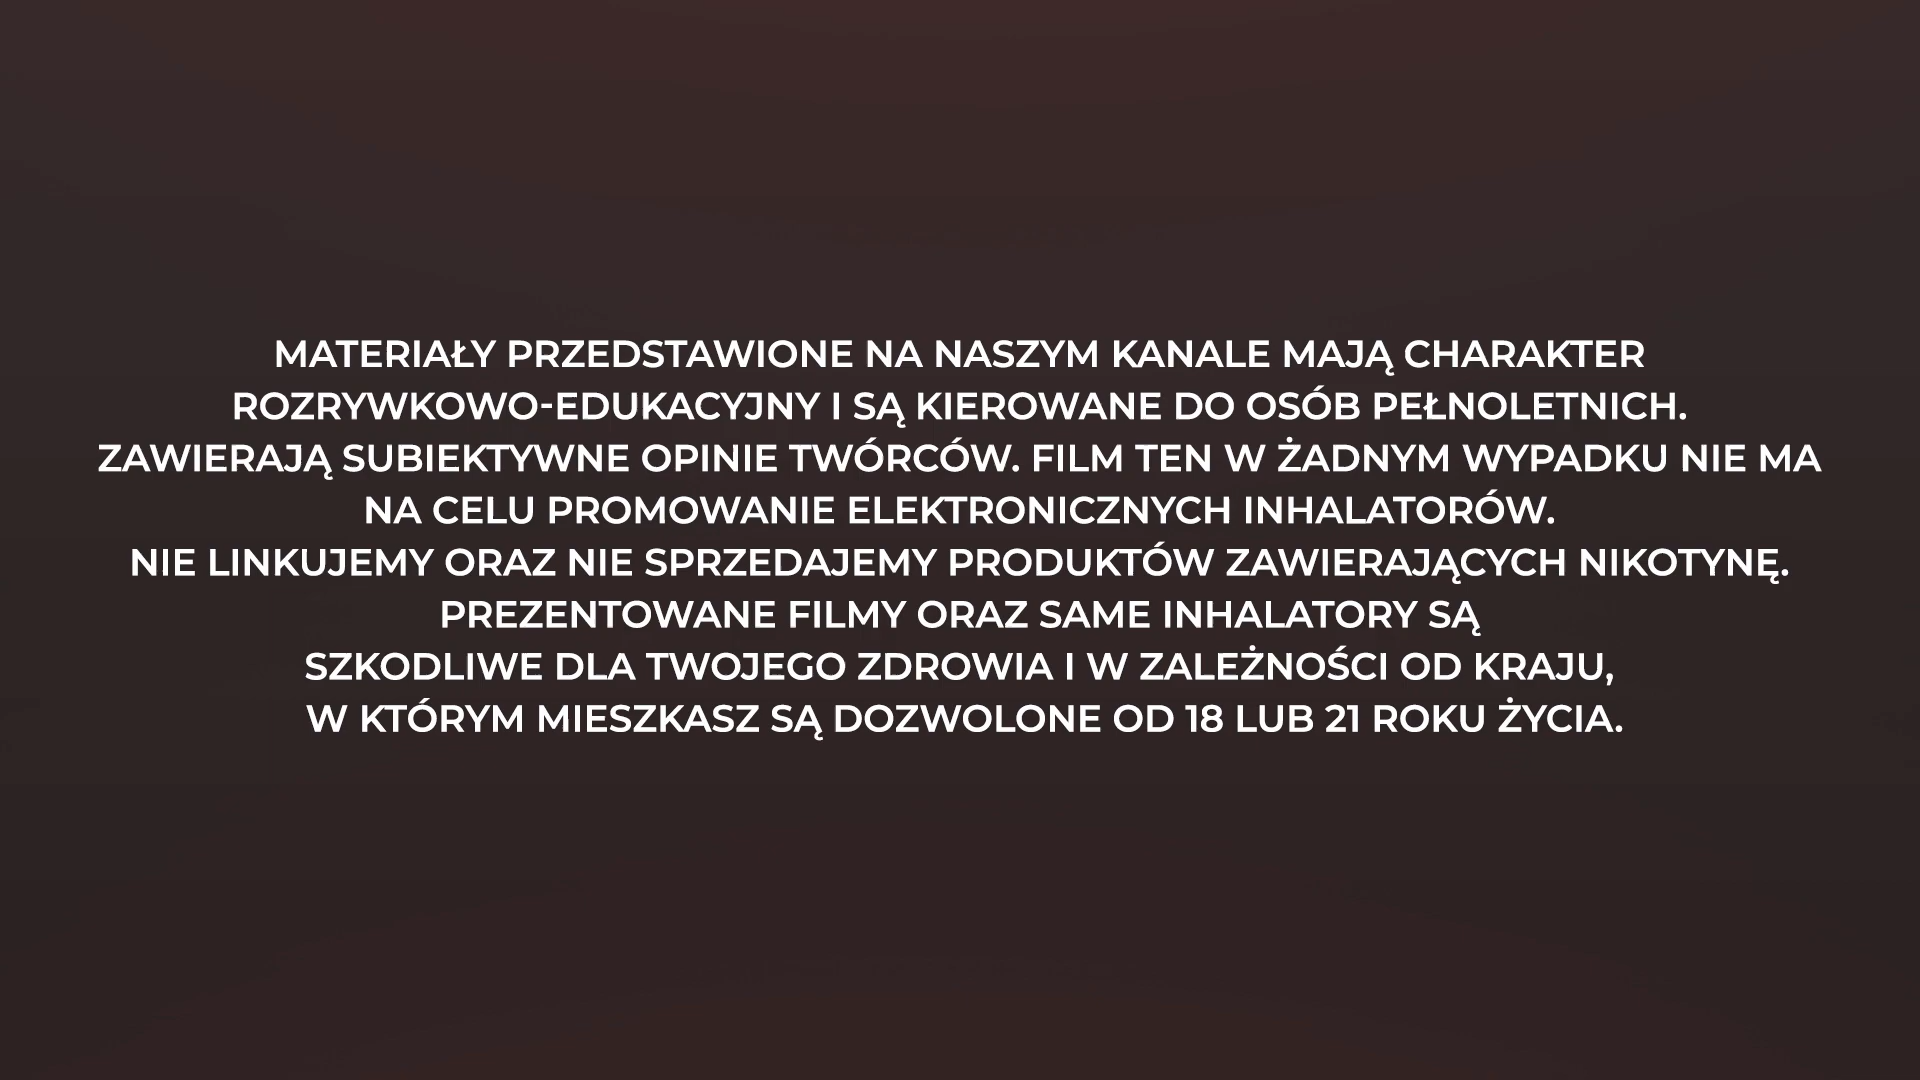 MATERIAŁY PRZEDSTAWIONE NA NASZYM KANALE MAJĄ CHARAKTER
ROZRYWKOWO-EDUKACYJNY I SĄ KIEROWANE DO OSÓB PEŁNOLETNICH.
ZAWIERAJĄ SUBIEKTYWNE OPINIE TWÓRCÓW. FILM TEN W ŻADNYM WYPADKU NIE MA
NA CELU PROMOWANIE ELEKTRONICZNYCH INHALATORÓW.
NIE LINKUJEMY ORAZ NIE SPRZEDAJEMY PRODUKTÓW ZAWIERAJĄCYCH NIKOTYNĘ.
PREZENTOWANE FILMY ORAZ SAME INHALATORY SĄ
SZKODLIWE DLA TWOJEGO ZDROWIA I W ZALEŻNOŚCI OD KRAJU,
W KTÓRYM MIESZKASZ SĄ DOZWOLONE OD 18 LUB 21 ROKU ŻYCIA.